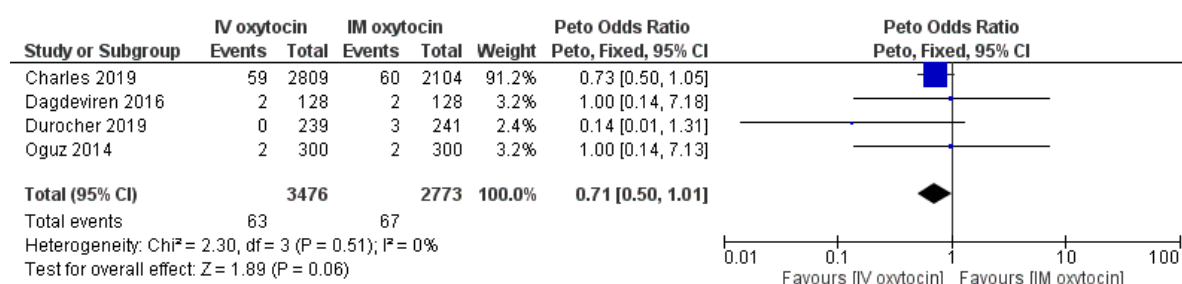 IV oxytocin IM oxytocin Peto Odds Ratio Peto Odds Ratio
Study or Subgroup Events Total Events Total Weight Peto, Fixed, 95% CI Peto, Fixed, 95% CI
Charles 2019 59 2809 60 2104 91.2% 0.73 [0.50, 1.05]
Dagdeviren 2016 2 128 2 128 3.2% 1.00 [0.14, 7.18]
Durocher 2019 0 239 3 241 2.4% 0.14 [0.01, 1.31]
Oguz 2014 2 300 2 300 3.2% 1.00 [0.14, 7.13]
Total (95% CI) 3476 2773 100.0% 0.71 [0.50, 1.01]
Total events 63 67
Heterogeneity: Chi² = 2.30, df = 3 (P = 0.51); I² = 0%
Test for overall effect: Z = 1.89 (P = 0.06)
0.01 0.1 1 10 100
Favours [IV oxytocin] Favours [IM oxytocin]